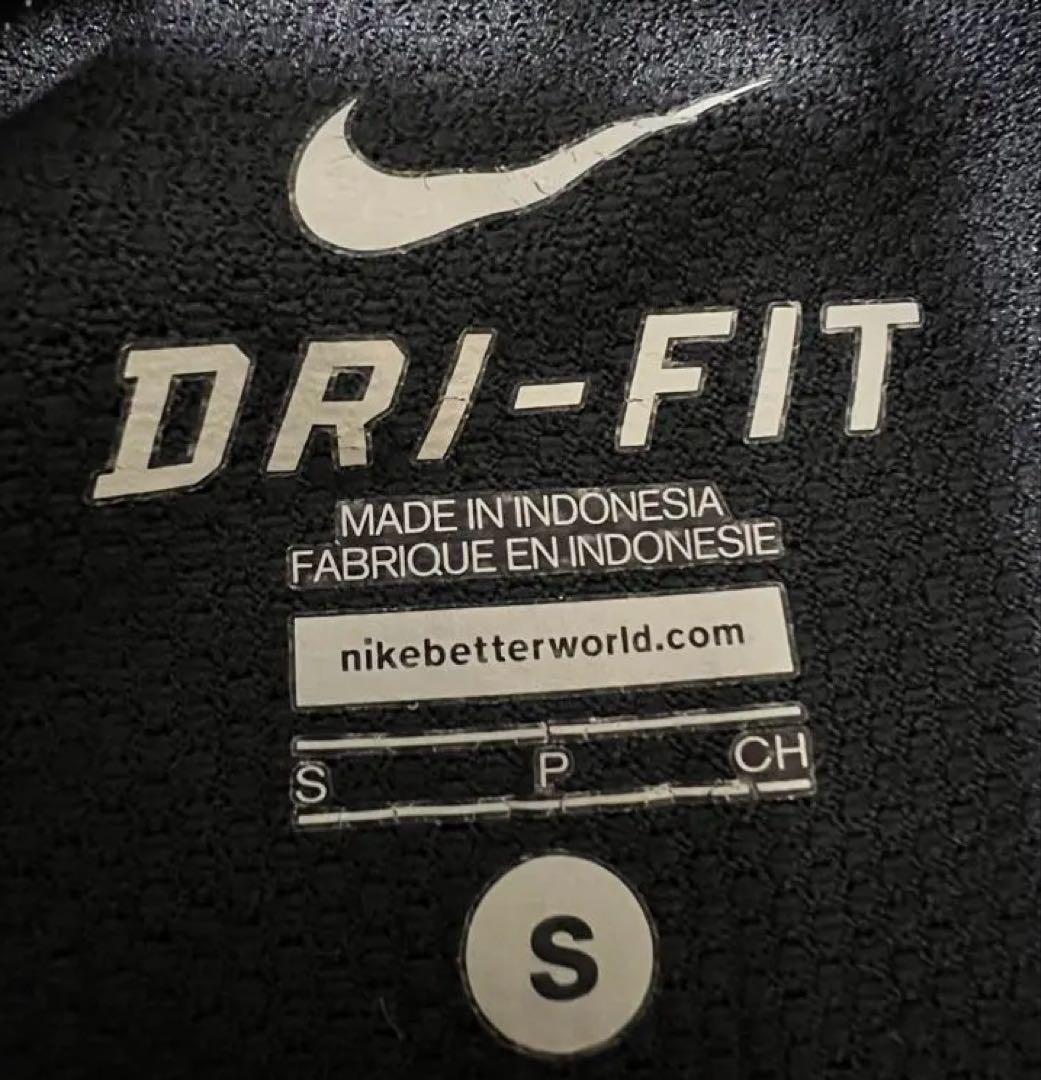 DRI-FIT
MADE IN INDONESIA
FABRIQUE EN INDONESIE
nikebetterworld.com
S P CH
S